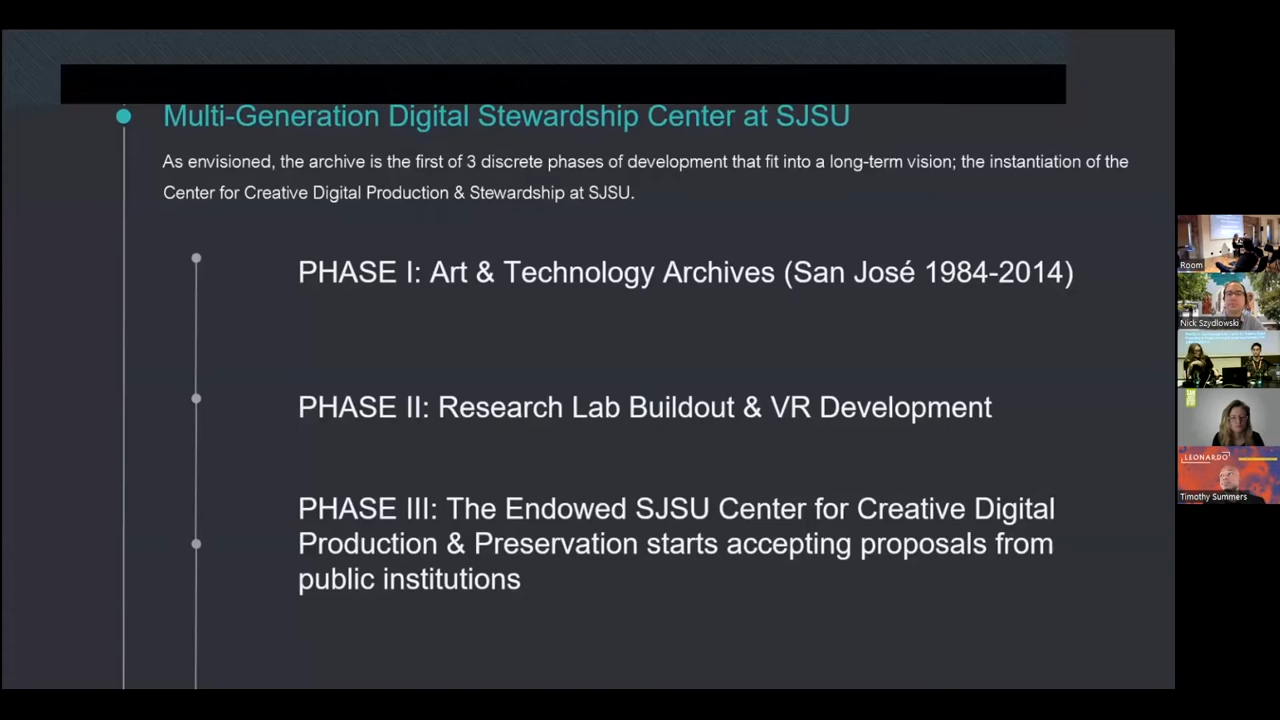 Multi-Generation Digital Stewardship Center at SJSU
As envisioned, the archive is the first of 3 discrete phases of development that fit into a long-term vision; the instantiation of the
Center for Creative Digital Production & Stewardship at SJSU.
PHASE I: Art & Technology Archives (San José 1984-2014)
PHASE II: Research Lab Buildout & VR Development
PHASE III: The Endowed SJSU Center for Creative Digital
Production & Preservation starts accepting proposals from
public institutions
Room
Nick Szydlowski
LEONARDO
Timothy Summers